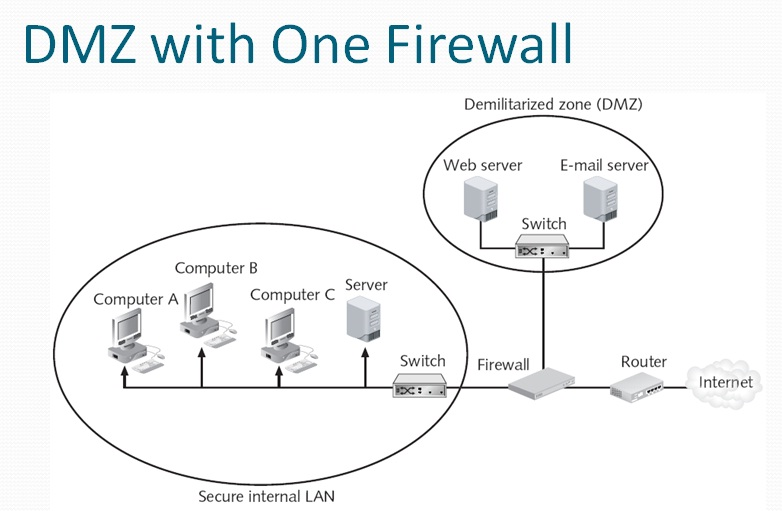 DMZ with One Firewall
Demilitarized zone (DMZ)
Web server
E-mail server
Switch
Computer A
Computer B
Computer C
Server
Switch
Firewall
Router
Internet
Secure internal LAN